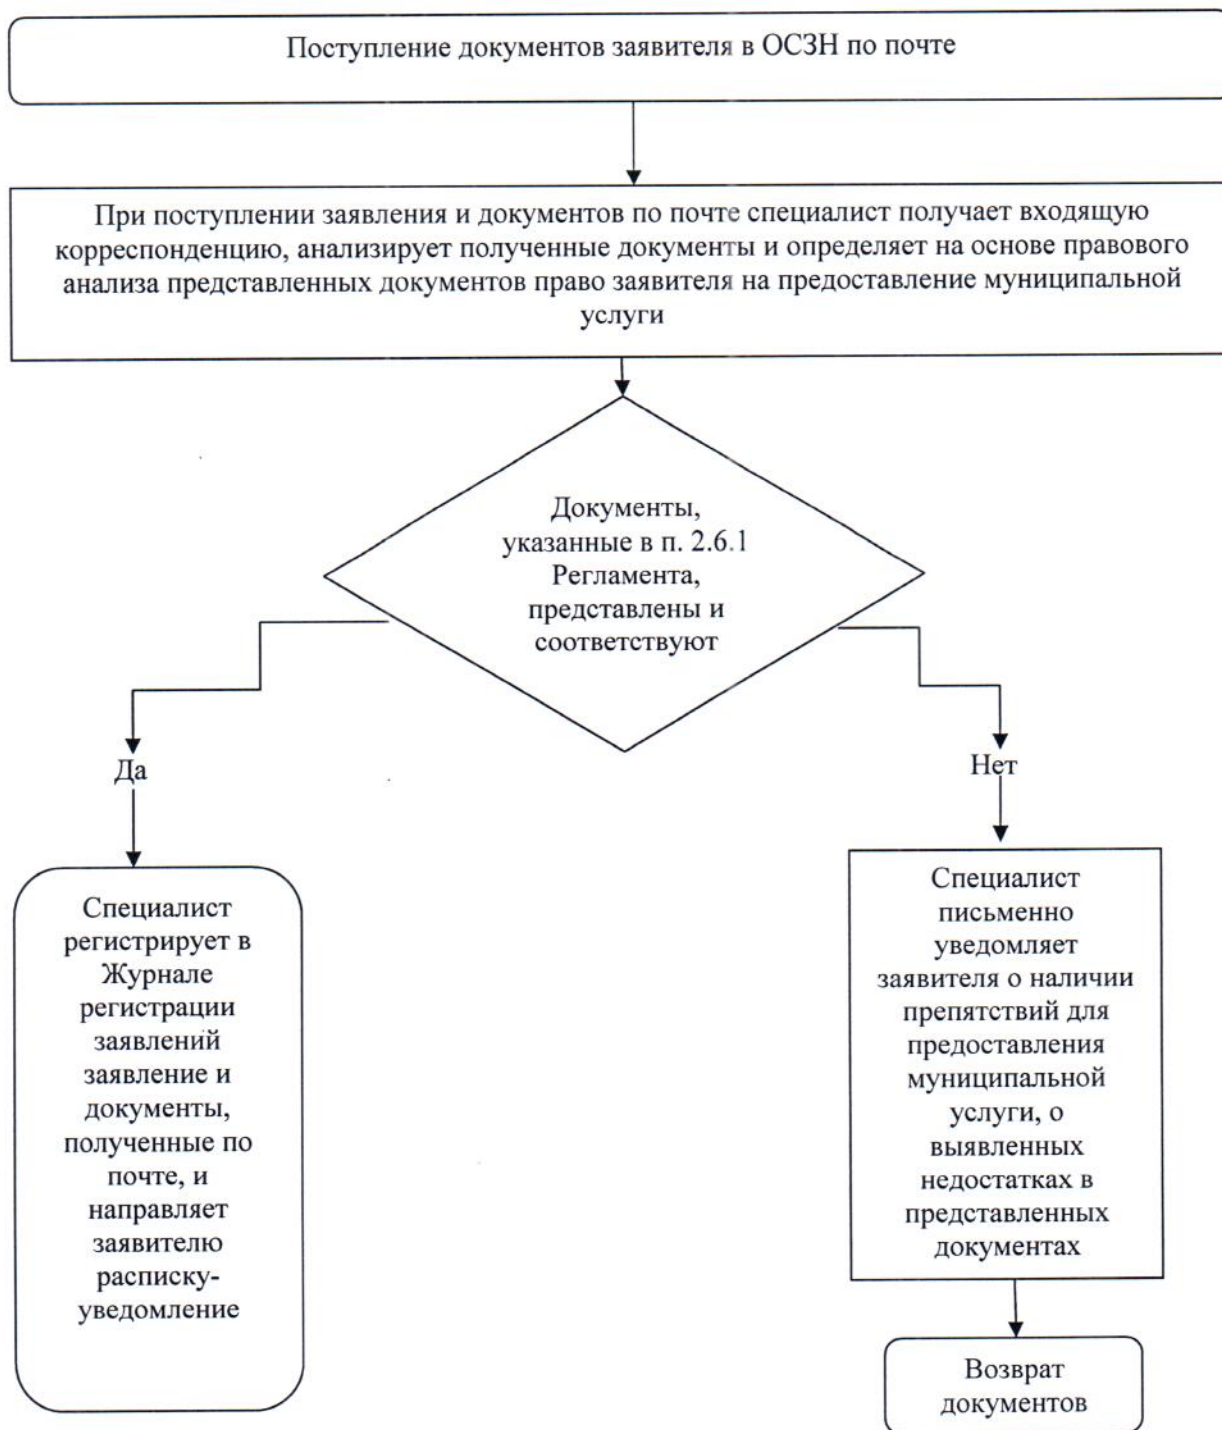 Поступление документов заявителя в ОСЗН по почте
При поступлении заявления и документов по почте специалист получает входящую
корреспонденцию, анализирует полученные документы и определяет на основе правового
анализа представленных документов право заявителя на предоставление муниципальной
услуги
Документы,
указанные в п. 2.6.1
Регламента,
представлены и
соответствуют
Да
Нет
Специалист
регистрирует в
Журнале
регистрации
заявлений
заявление и
документы,
полученные по
почте, и
направляет
заявителю
расписку-
уведомление
Специалист
письменно
уведомляет
заявителя о наличии
препятствий для
предоставления
муниципальной
услуги, о
выявленных
недостатках в
представленных
документах
Возврат
документов